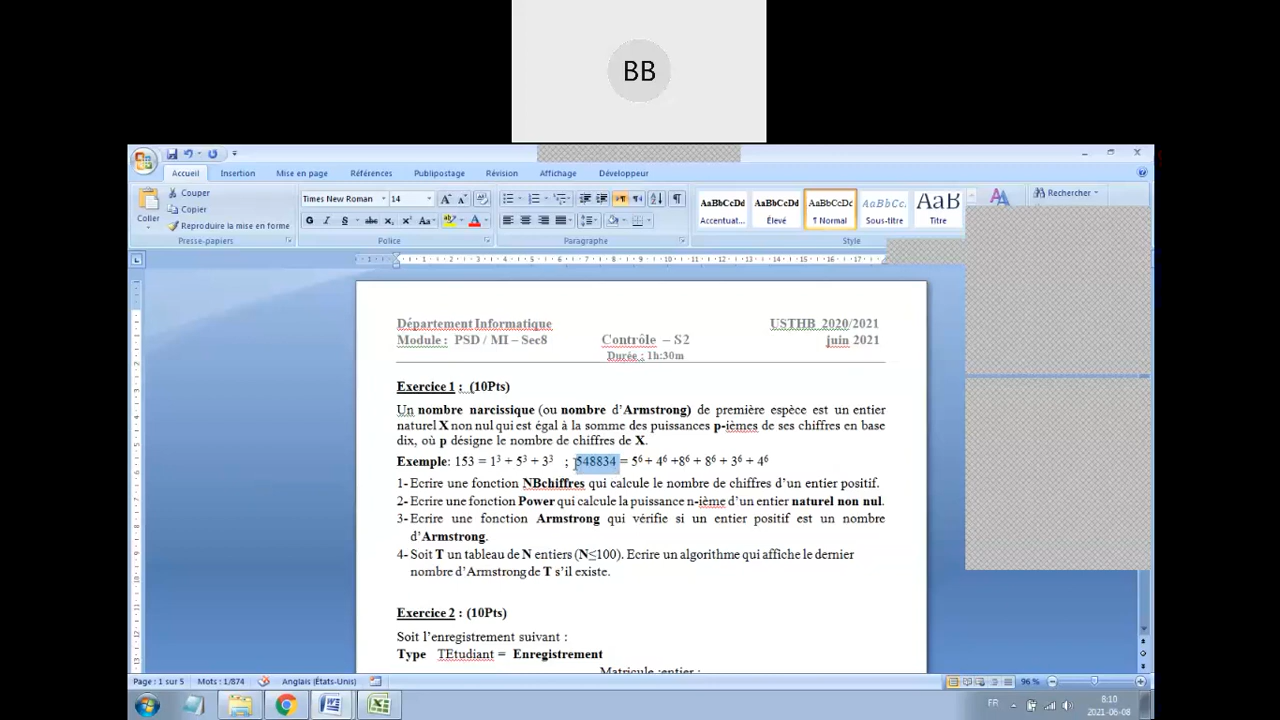 BB
Accueil Insertion Mise en page Références Publipostage Révision Affichage Développeur
Couper
Copier
Reproduire la mise en forme
Coller
Presse-papiers
Times New Roman 14
Police
Paragraphe
AaBbCcDd AaBbCcDd AaBbCcDc AaBbCc. AaB
Accentuat... Élevé ¶ Normal Sous-titre Titre
Style
Rechercher
Département Informatique USTHB 2020/2021
Module : PSD / MI – Sec8 Contrôle – S2 juin 2021
Durée : 1h:30m
Exercice 1 : (10Pts)
Un nombre narcissique (ou nombre d’Armstrong) de première espèce est un entier
naturel X non nul qui est égal à la somme des puissances p-ièmes de ses chiffres en base
dix, où p désigne le nombre de chiffres de X.
Exemple: 153 = 1³ + 5³ + 3³ ; 548834 = 5⁶ + 4⁶ +8⁶ + 8⁶ + 3⁶ + 4⁶
1- Ecrire une fonction NBchiffres qui calcule le nombre de chiffres d’un entier positif.
2- Ecrire une fonction Power qui calcule la puissance n-ième d’un entier naturel non nul.
3- Ecrire une fonction Armstrong qui vérifie si un entier positif est un nombre
d’Armstrong.
4- Soit T un tableau de N entiers (N≤100). Ecrire un algorithme qui affiche le dernier
nombre d’Armstrong de T s’il existe.
Exercice 2 : (10Pts)
Soit l’enregistrement suivant :
Type TEtudiant = Enregistrement
Matricule :entier ;
Page : 1 sur 5 Mots : 1/874 Anglais (États-Unis) 96 %
FR 8:10
2021-06-08